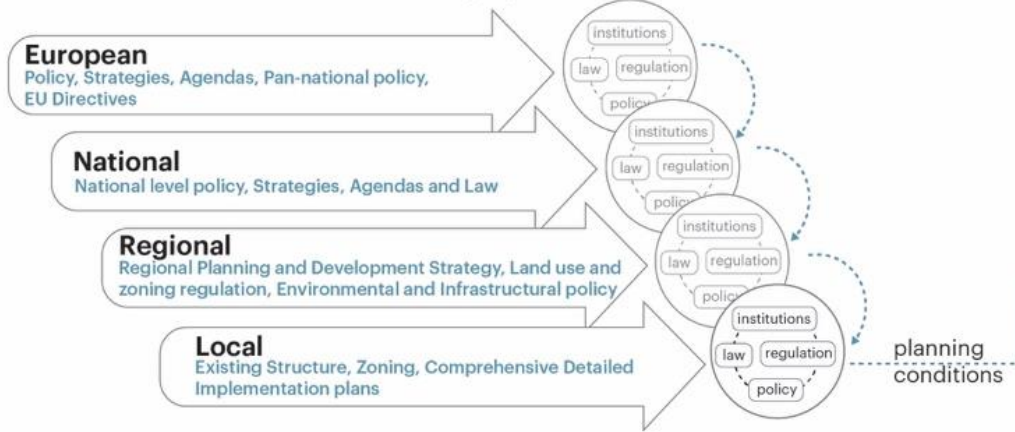 European
Policy, Strategies, Agendas, Pan-national policy,
EU Directives
institutions
law
regulation
policy
National
National level policy, Strategies, Agendas and Law
institutions
law
regulation
policy
Regional
Regional Planning and Development Strategy, Land use and
zoning regulation, Environmental and Infrastructural policy
institutions
law
regulation
policy
Local
Existing Structure, Zoning, Comprehensive Detailed
Implementation plans
institutions
law
regulation
policy
planning
conditions